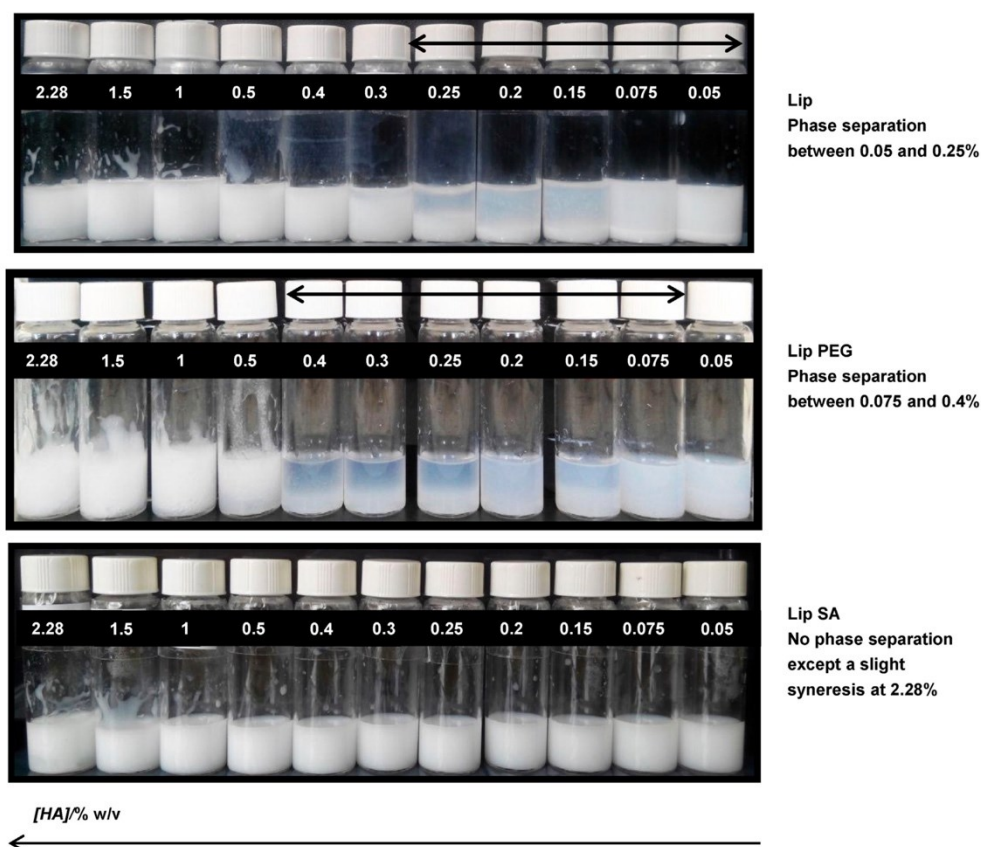 2.28 1.5 1 0.5 0.4 0.3 0.25 0.2 0.15 0.075 0.05
Lip
Phase separation
between 0.05 and 0.25%
2.28 1.5 1 0.5 0.4 0.3 0.25 0.2 0.15 0.075 0.05
Lip PEG
Phase separation
between 0.075 and 0.4%
2.28 1.5 1 0.5 0.4 0.3 0.25 0.2 0.15 0.075 0.05
Lip SA
No phase separation
except a slight
syneresis at 2.28%
[HA]/% w/v